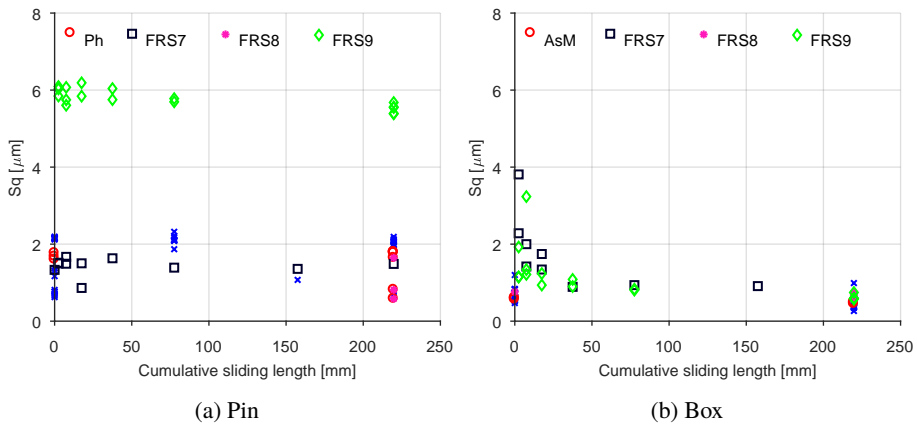 8
6
4
2
0
Sq [μm]
Ph
FRS7
FRS8
FRS9
0
50
100
150
200
250
Cumulative sliding length [mm]
(a) Pin
8
6
4
2
0
Sq [μm]
AsM
FRS7
FRS8
FRS9
0
50
100
150
200
250
Cumulative sliding length [mm]
(b) Box